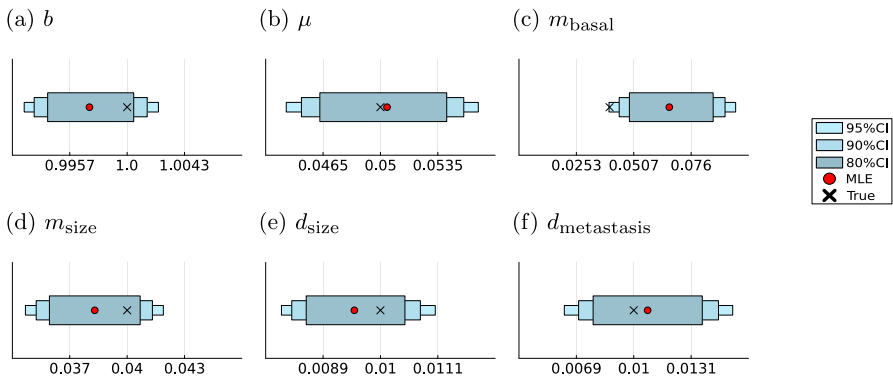 (a) b
(b) μ
(c) m_basal
0.9957 1.0 1.0043
0.0465 0.05 0.0535
0.0253 0.0507 0.076
95%CI
90%CI
80%CI
MLE
True
(d) m_size
(e) d_size
(f) d_metastasis
0.037 0.04 0.043
0.0089 0.01 0.0111
0.0069 0.01 0.0131